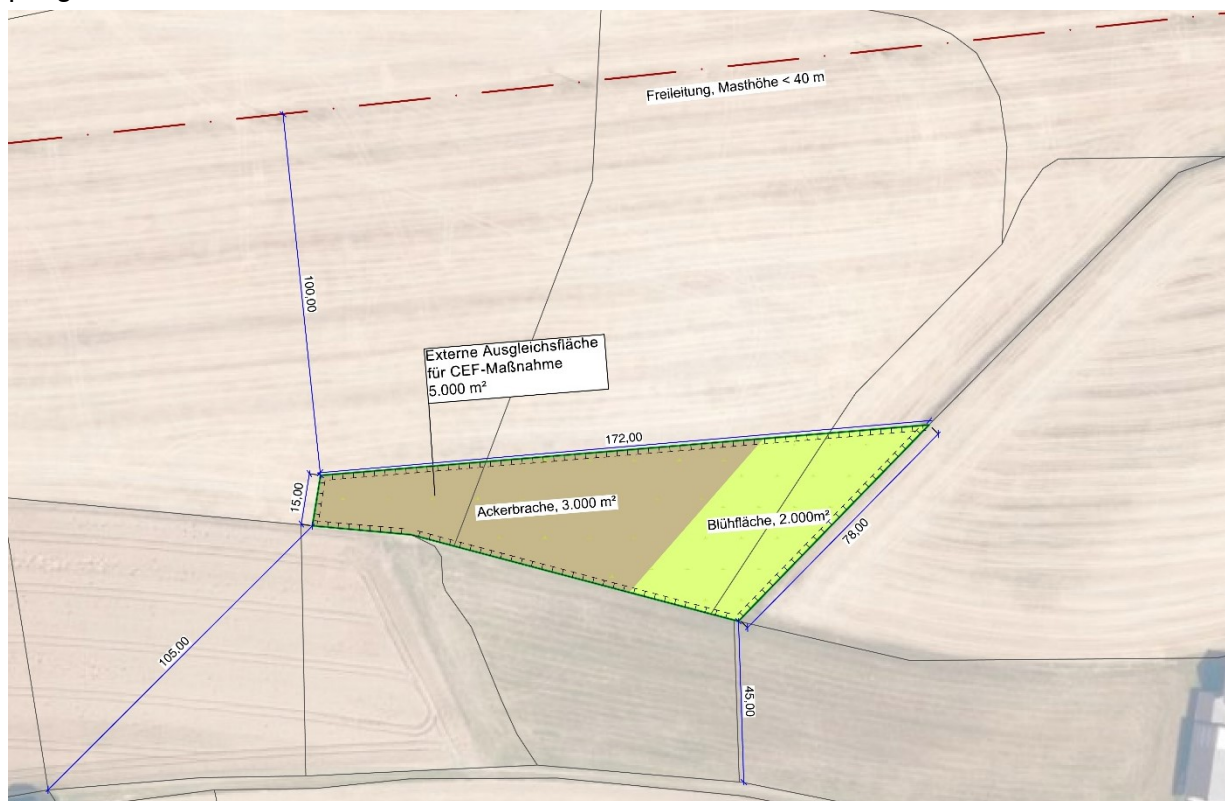 Freileitung, Masthöhe < 40 m
100,00
Externe Ausgleichsfläche
für CEF-Maßnahme
5.000 m²
172,00
15,00
Ackerbrache, 3.000 m²
Blühfläche, 2.000m²
78,00
105,00
45,00